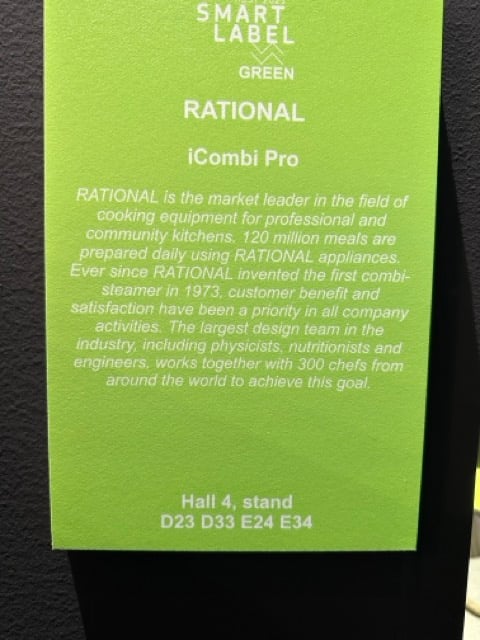 SMART
LABEL
GREEN
RATIONAL
iCombi Pro
RATIONAL is the market leader in the field of
cooking equipment for professional and
community kitchens. 120 million meals are
prepared daily using RATIONAL appliances.
Ever since RATIONAL invented the first combi-
steamer in 1973, customer benefit and
satisfaction have been a priority in all company
activities. The largest design team in the
industry, including physicists, nutritionists and
engineers, works together with 300 chefs from
around the world to achieve this goal.
Hall 4, stand
D23 D33 E24 E34